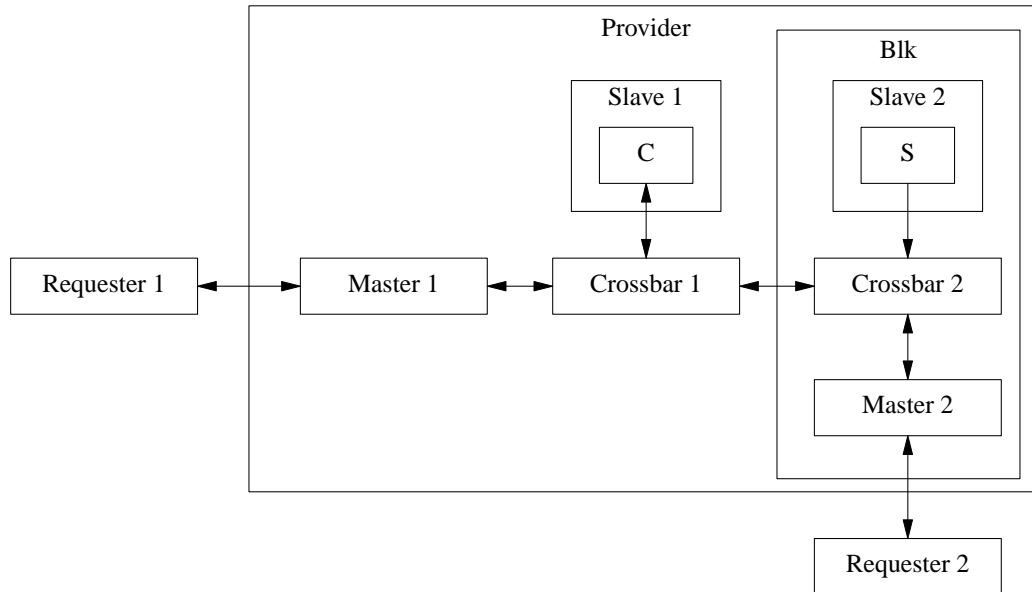 Provider
Blk
Slave 1
Slave 2
C
S
Requester 1
Master 1
Crossbar 1
Crossbar 2
Master 2
Requester 2